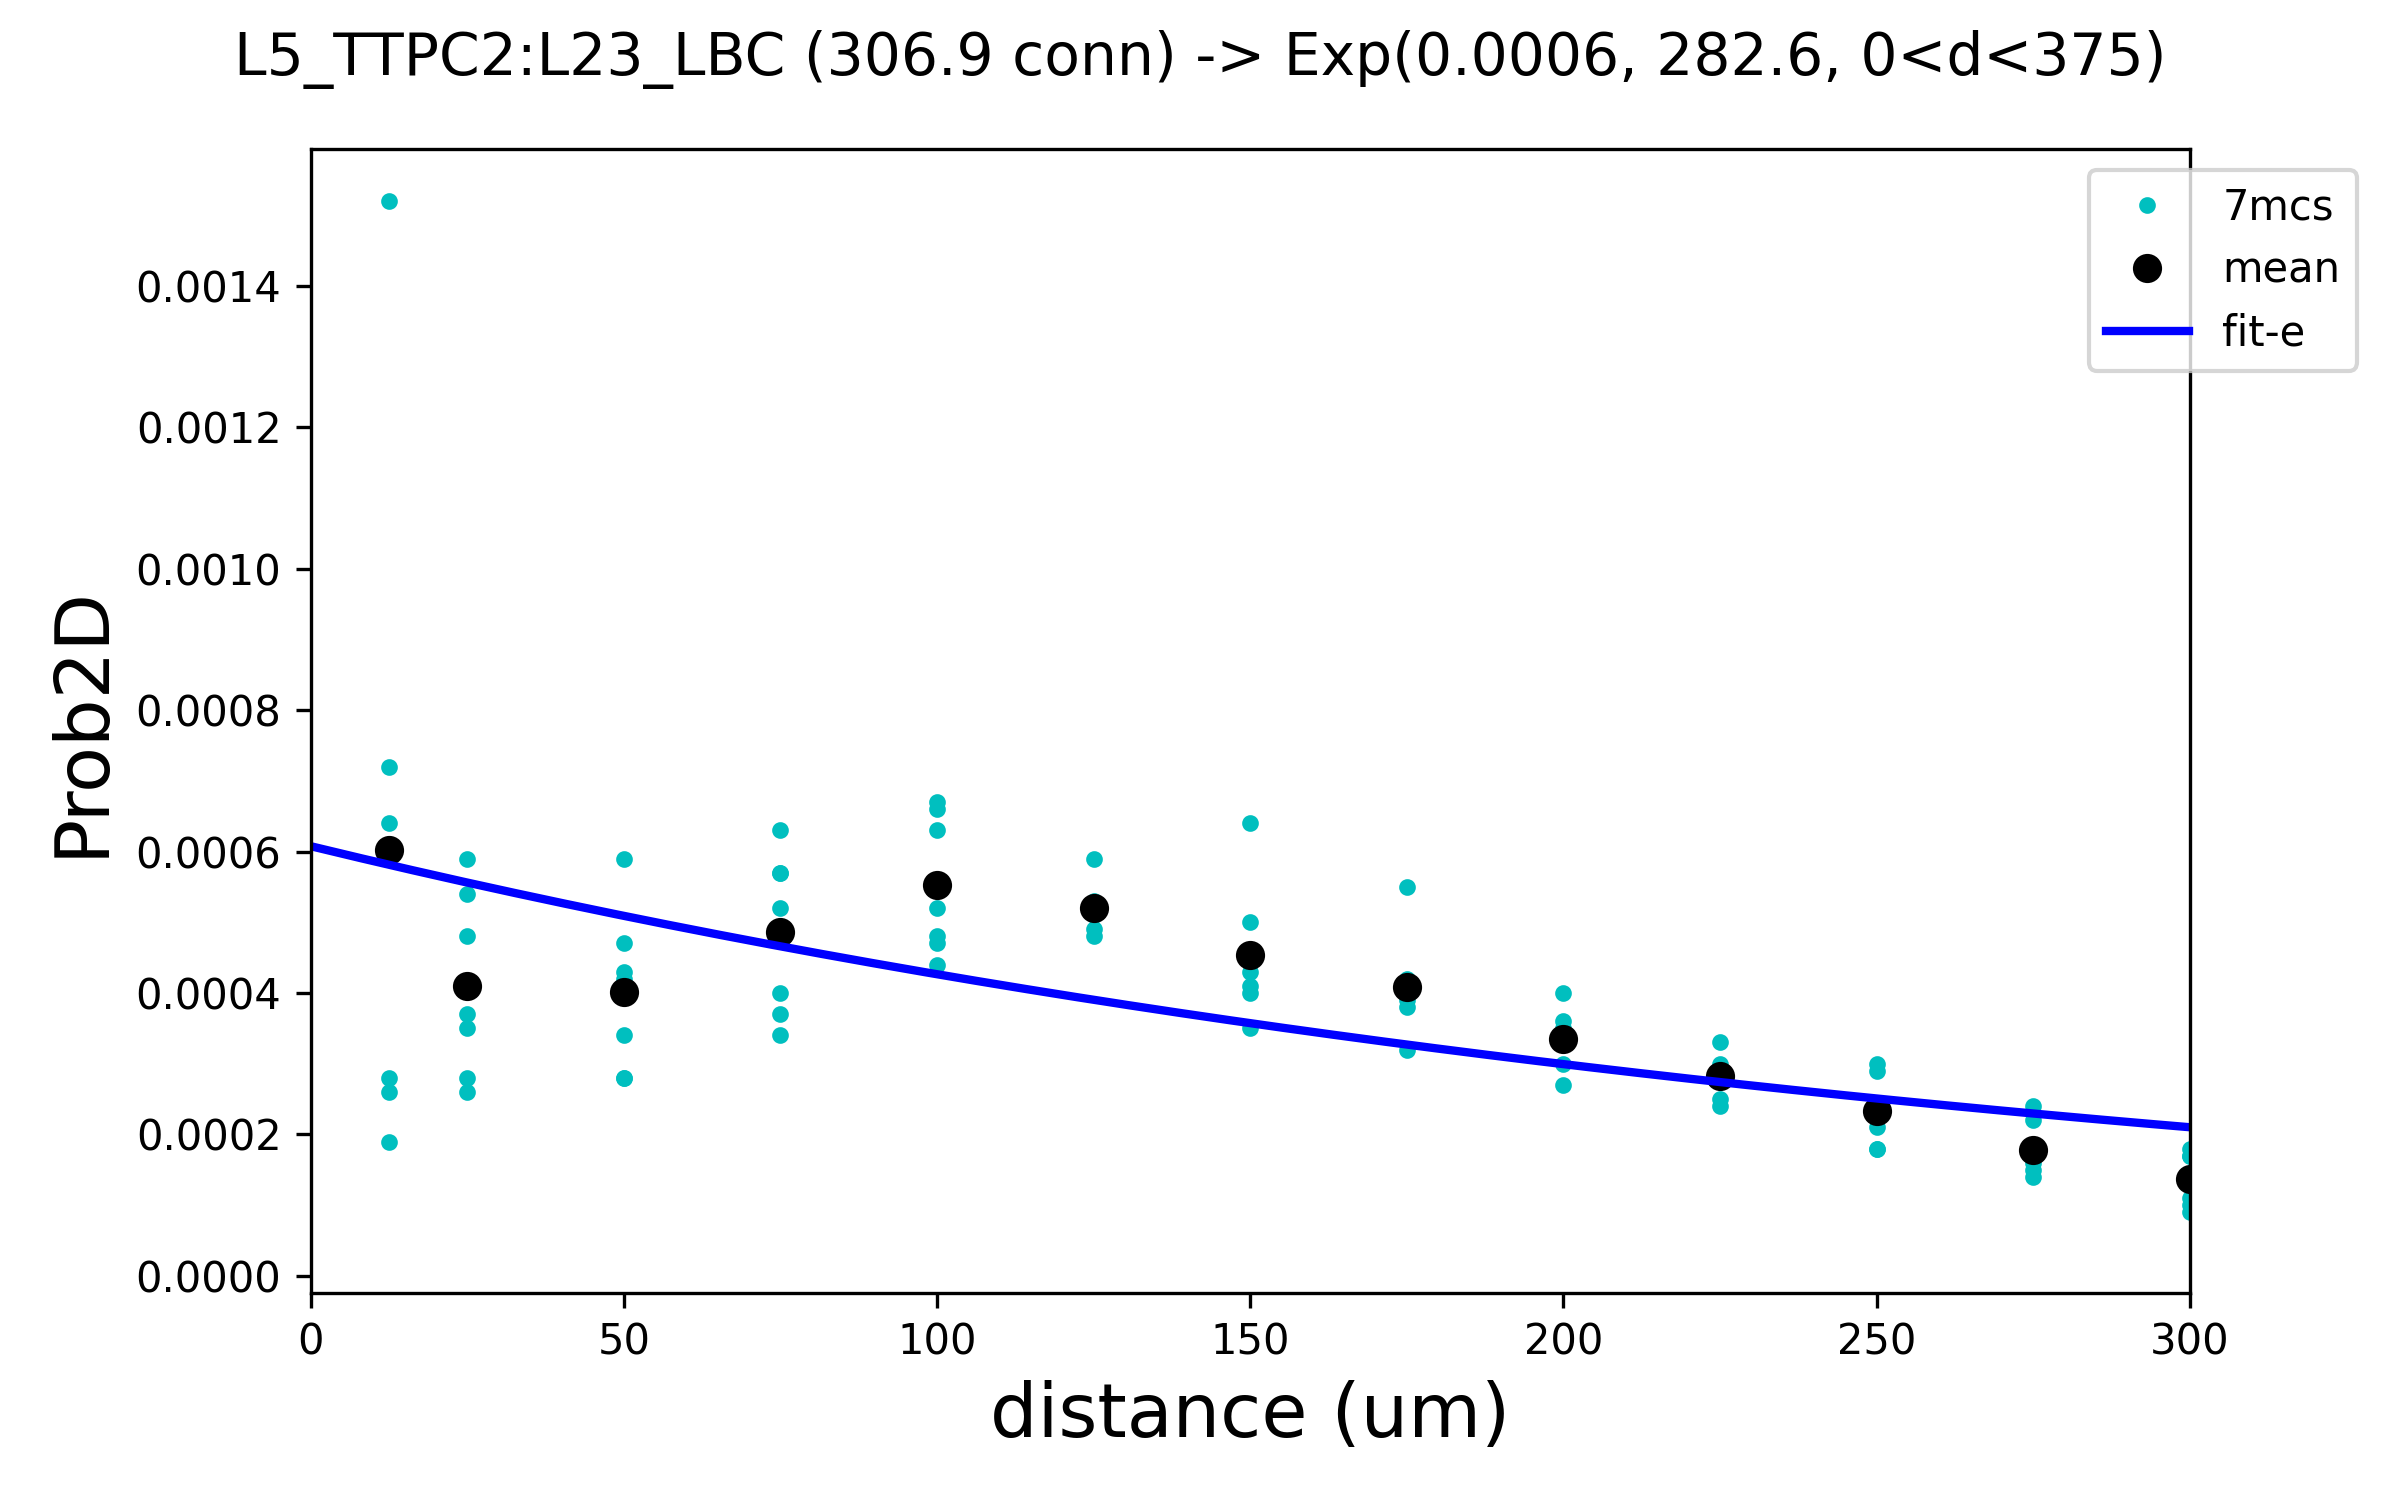 L5_TTPC2:L23_LBC (306.9 conn) -> Exp(0.0006, 282.6, 0<d<375)
7mcs
mean
fit-e
Prob2D
0.0014
0.0012
0.0010
0.0008
0.0006
0.0004
0.0002
0.0000
0 50 100 150 200 250 300
distance (um)